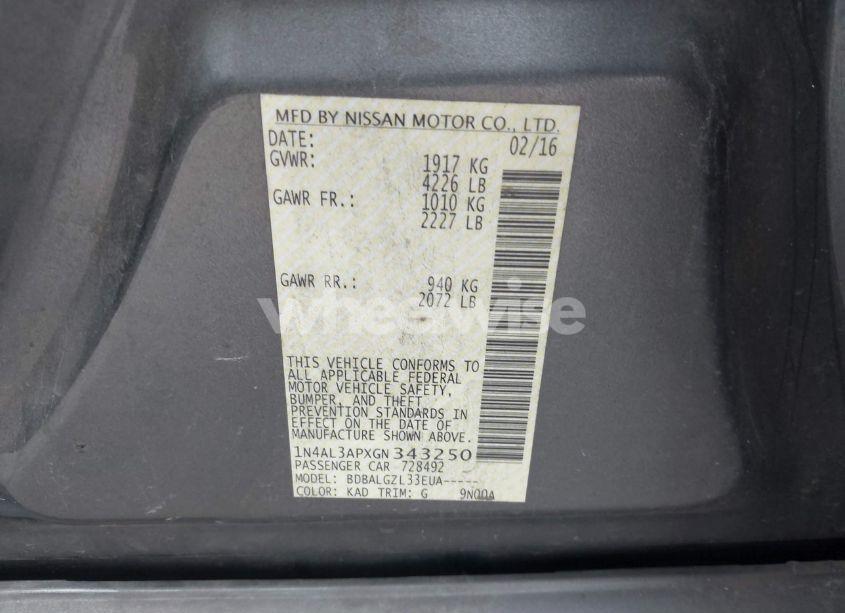 MFD BY NISSAN MOTOR CO., LTD.
DATE: 02/16
GVWR: 1917 KG
4226 LB
GAWR FR.: 1010 KG
2227 LB
GAWR RR.: 940 KG
2072 LB
wheelwise
THIS VEHICLE CONFORMS TO
ALL APPLICABLE FEDERAL
MOTOR VEHICLE SAFETY,
BUMPER, AND THEFT
PREVENTION STANDARDS IN
EFFECT ON THE DATE OF
MANUFACTURE SHOWN ABOVE.
1N4AL3APXGN 343250
PASSENGER CAR 728492
MODEL: BDBALGZL33EUA-----
COLOR: KAD TRIM: G